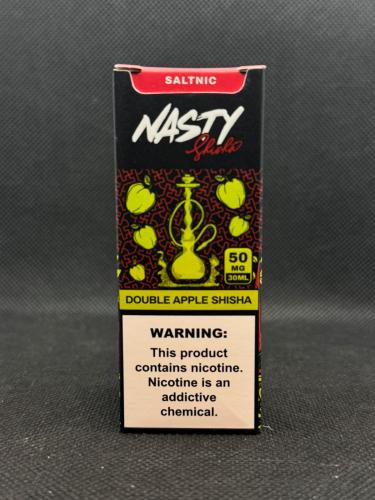 SALTNIC
NASTY
Shisha
50
MG
30ML
DOUBLE APPLE SHISHA
WARNING:
This product
contains nicotine.
Nicotine is an
addictive
chemical.